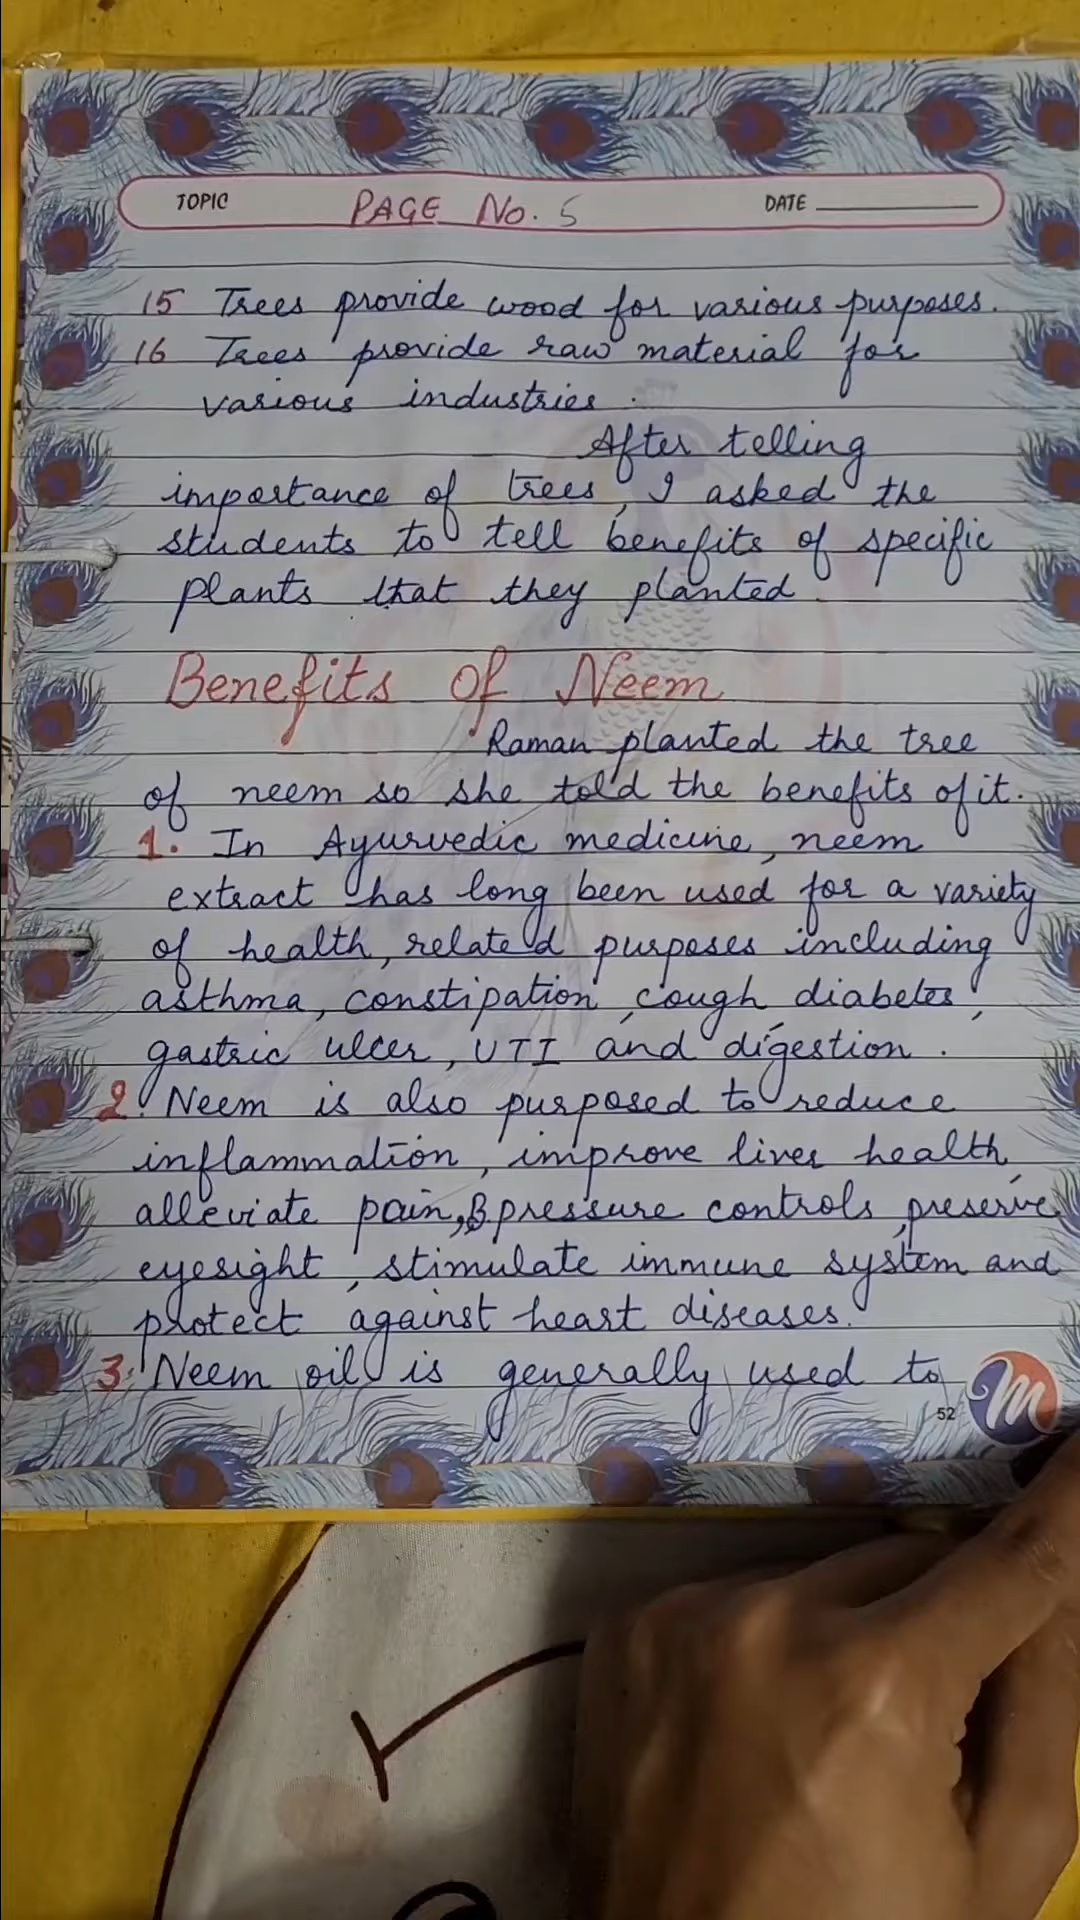 TOPIC PAGE No. 5 DATE
15 Trees provide wood for various purposes.
16 Trees provide raw material for
various industries.
After telling
importance of trees, I asked the
students to tell benefits of specific
plants that they planted.
Benefits of Neem
Raman planted the tree
of neem so she told the benefits of it.
1. In Ayurvedic medicine, neem
extract has long been used for a variety
of health, related purposes including
asthma, constipation, cough diabetes,
gastric ulcer, UTI and digestion.
2. Neem is also purposed to reduce
inflammation, improve liver health,
alleviate pain, B.pressure controls, preserve
eyesight, stimulate immune system and
protect against heart diseases.
3. Neem oil is generally used to
52
M